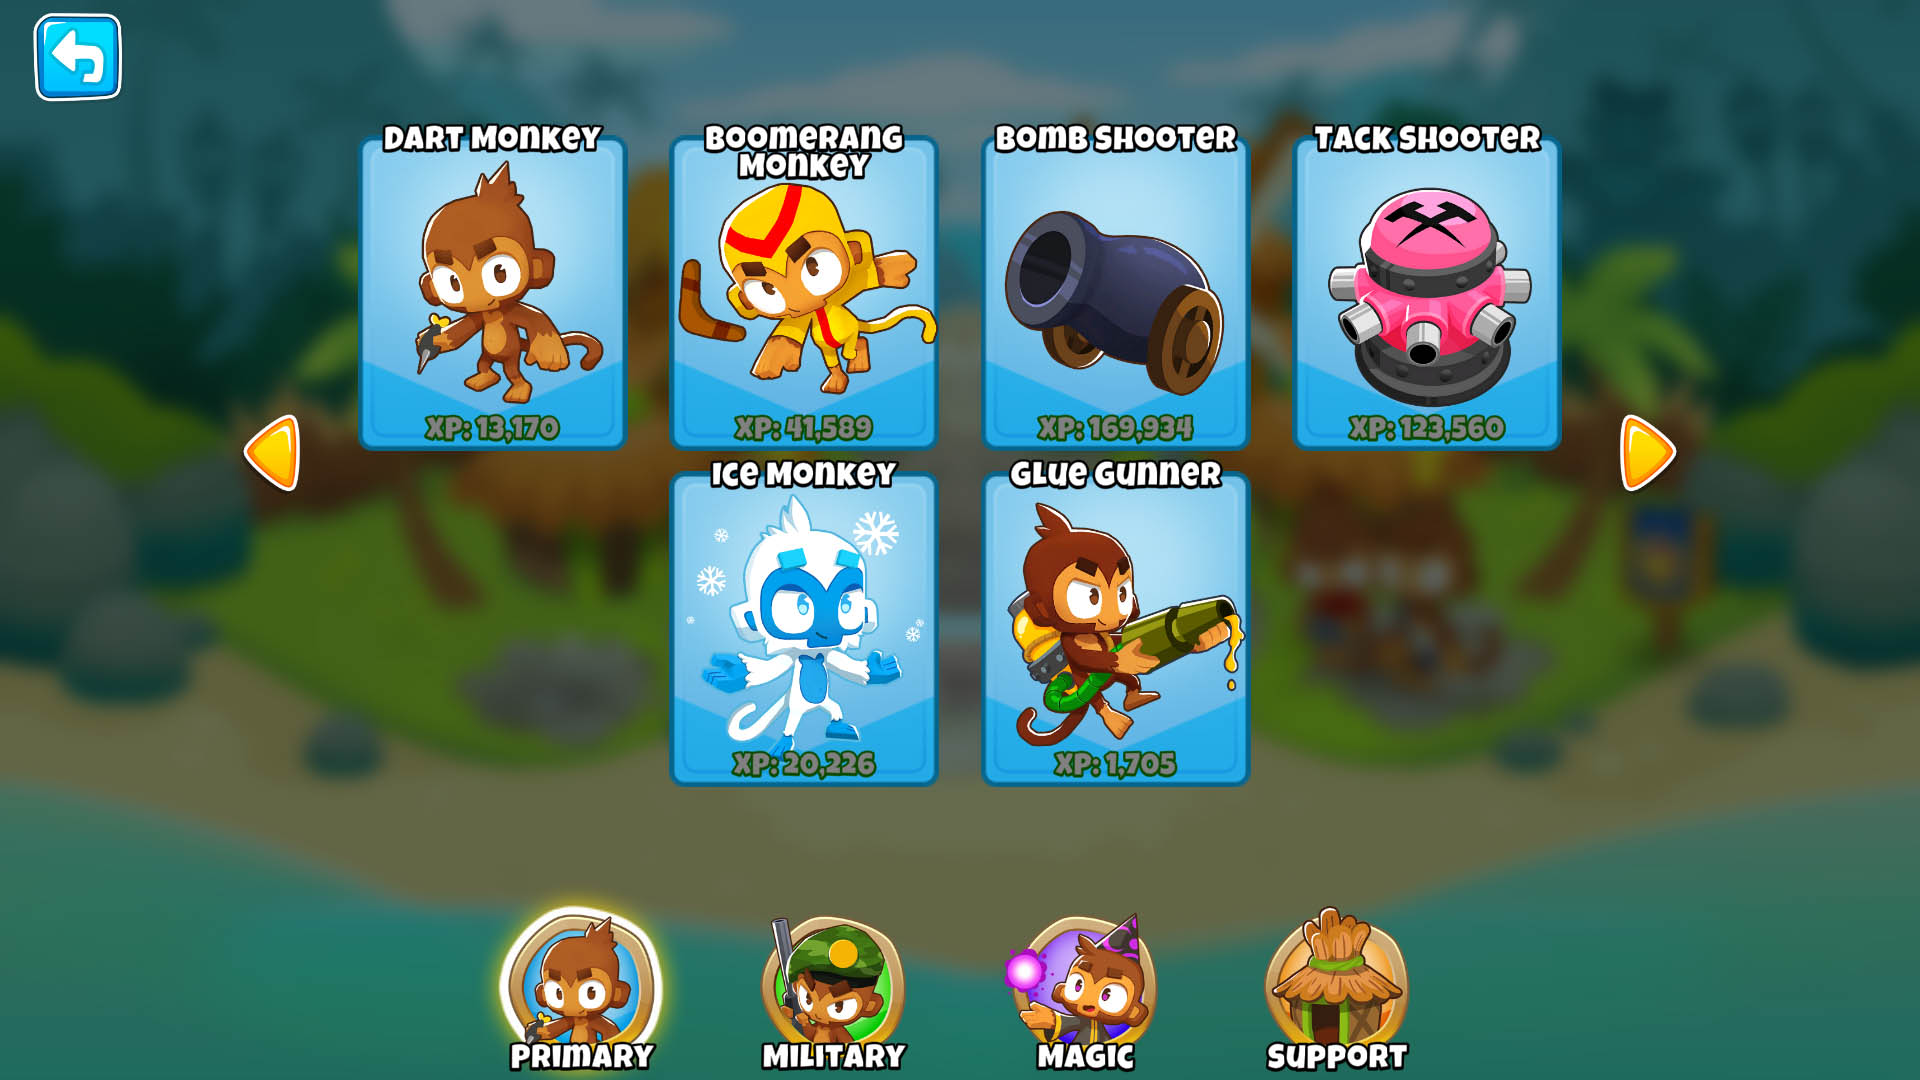 DART MONKEY
BOOMERANG
MONKEY
BOMB SHOOTER
TACK SHOOTER
XP: 13,170
XP: 41,589
XP: 169,934
XP: 123,560
ICE MONKEY
GLUE GUNNER
XP: 20,226
XP: 1,705
PRIMARY
MILITARY
MAGIC
SUPPORT